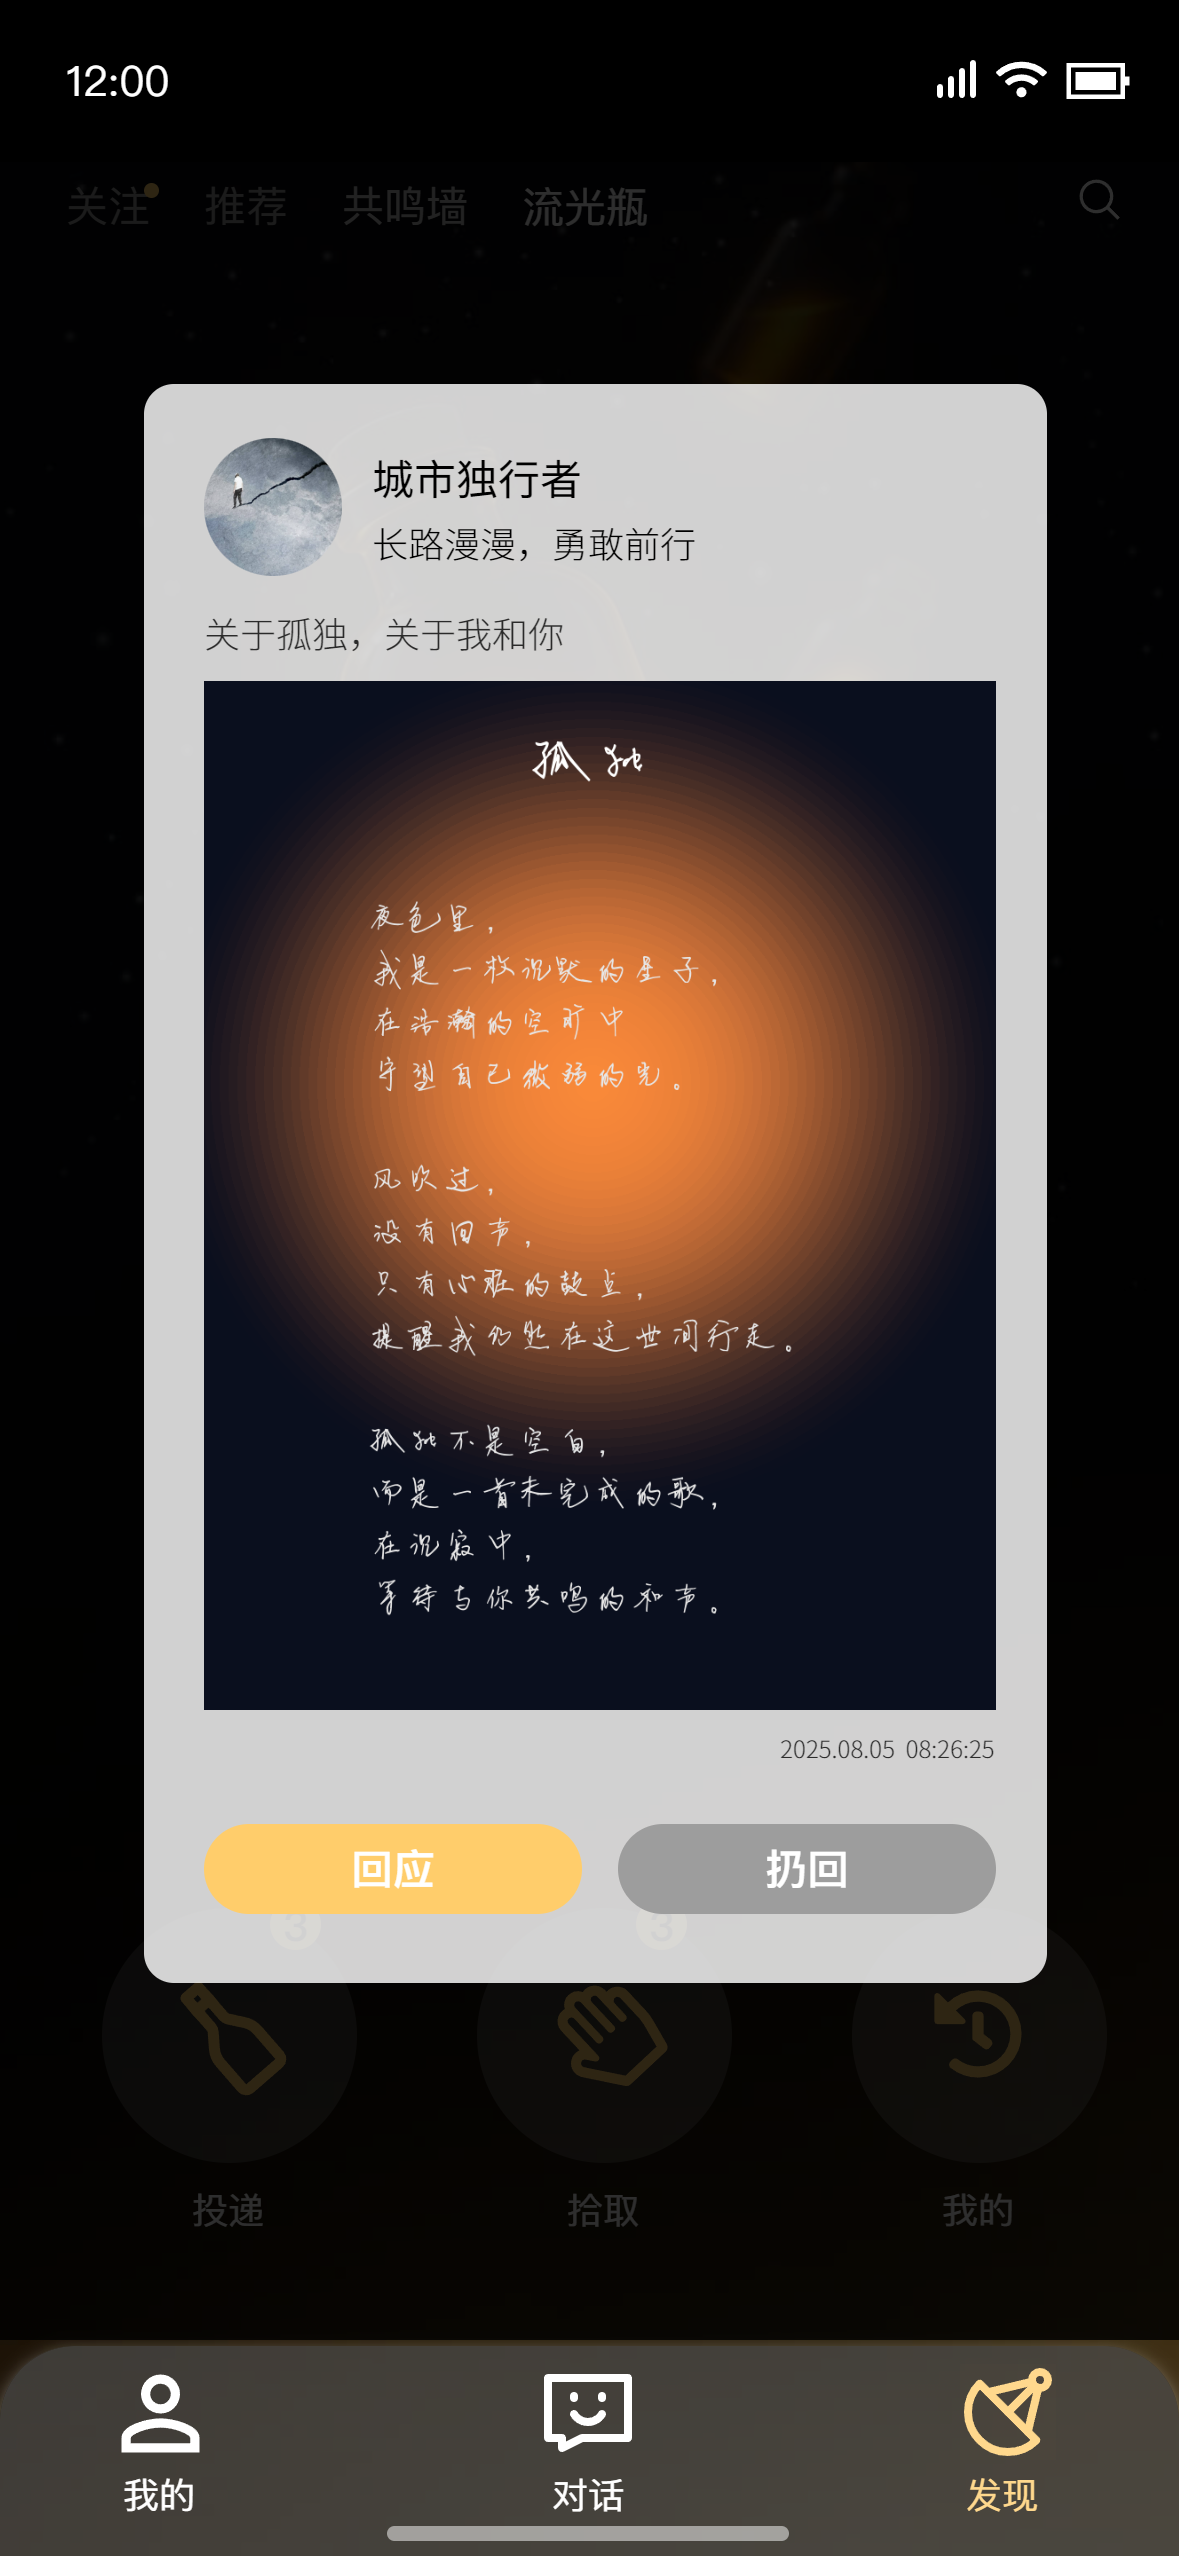 12:00
关注 推荐 共鸣墙 流光瓶
城市独行者
长路漫漫，勇敢前行
关于孤独，关于我和你
孤独
夜色里，
我是一枚沉默的星子，
在浩瀚的空旷中
守望自己微弱的光。
风吹过，
没有回声，
只有心脏的鼓点，
提醒我仍然在这世间行走。
孤独不是空白，
而是一首未完成的歌，
在沉寂中，
等待与你共鸣的和声。
2025.08.05 08:26:25
回应 扔回
3 3
投递 拾取 我的
我的 对话 发现